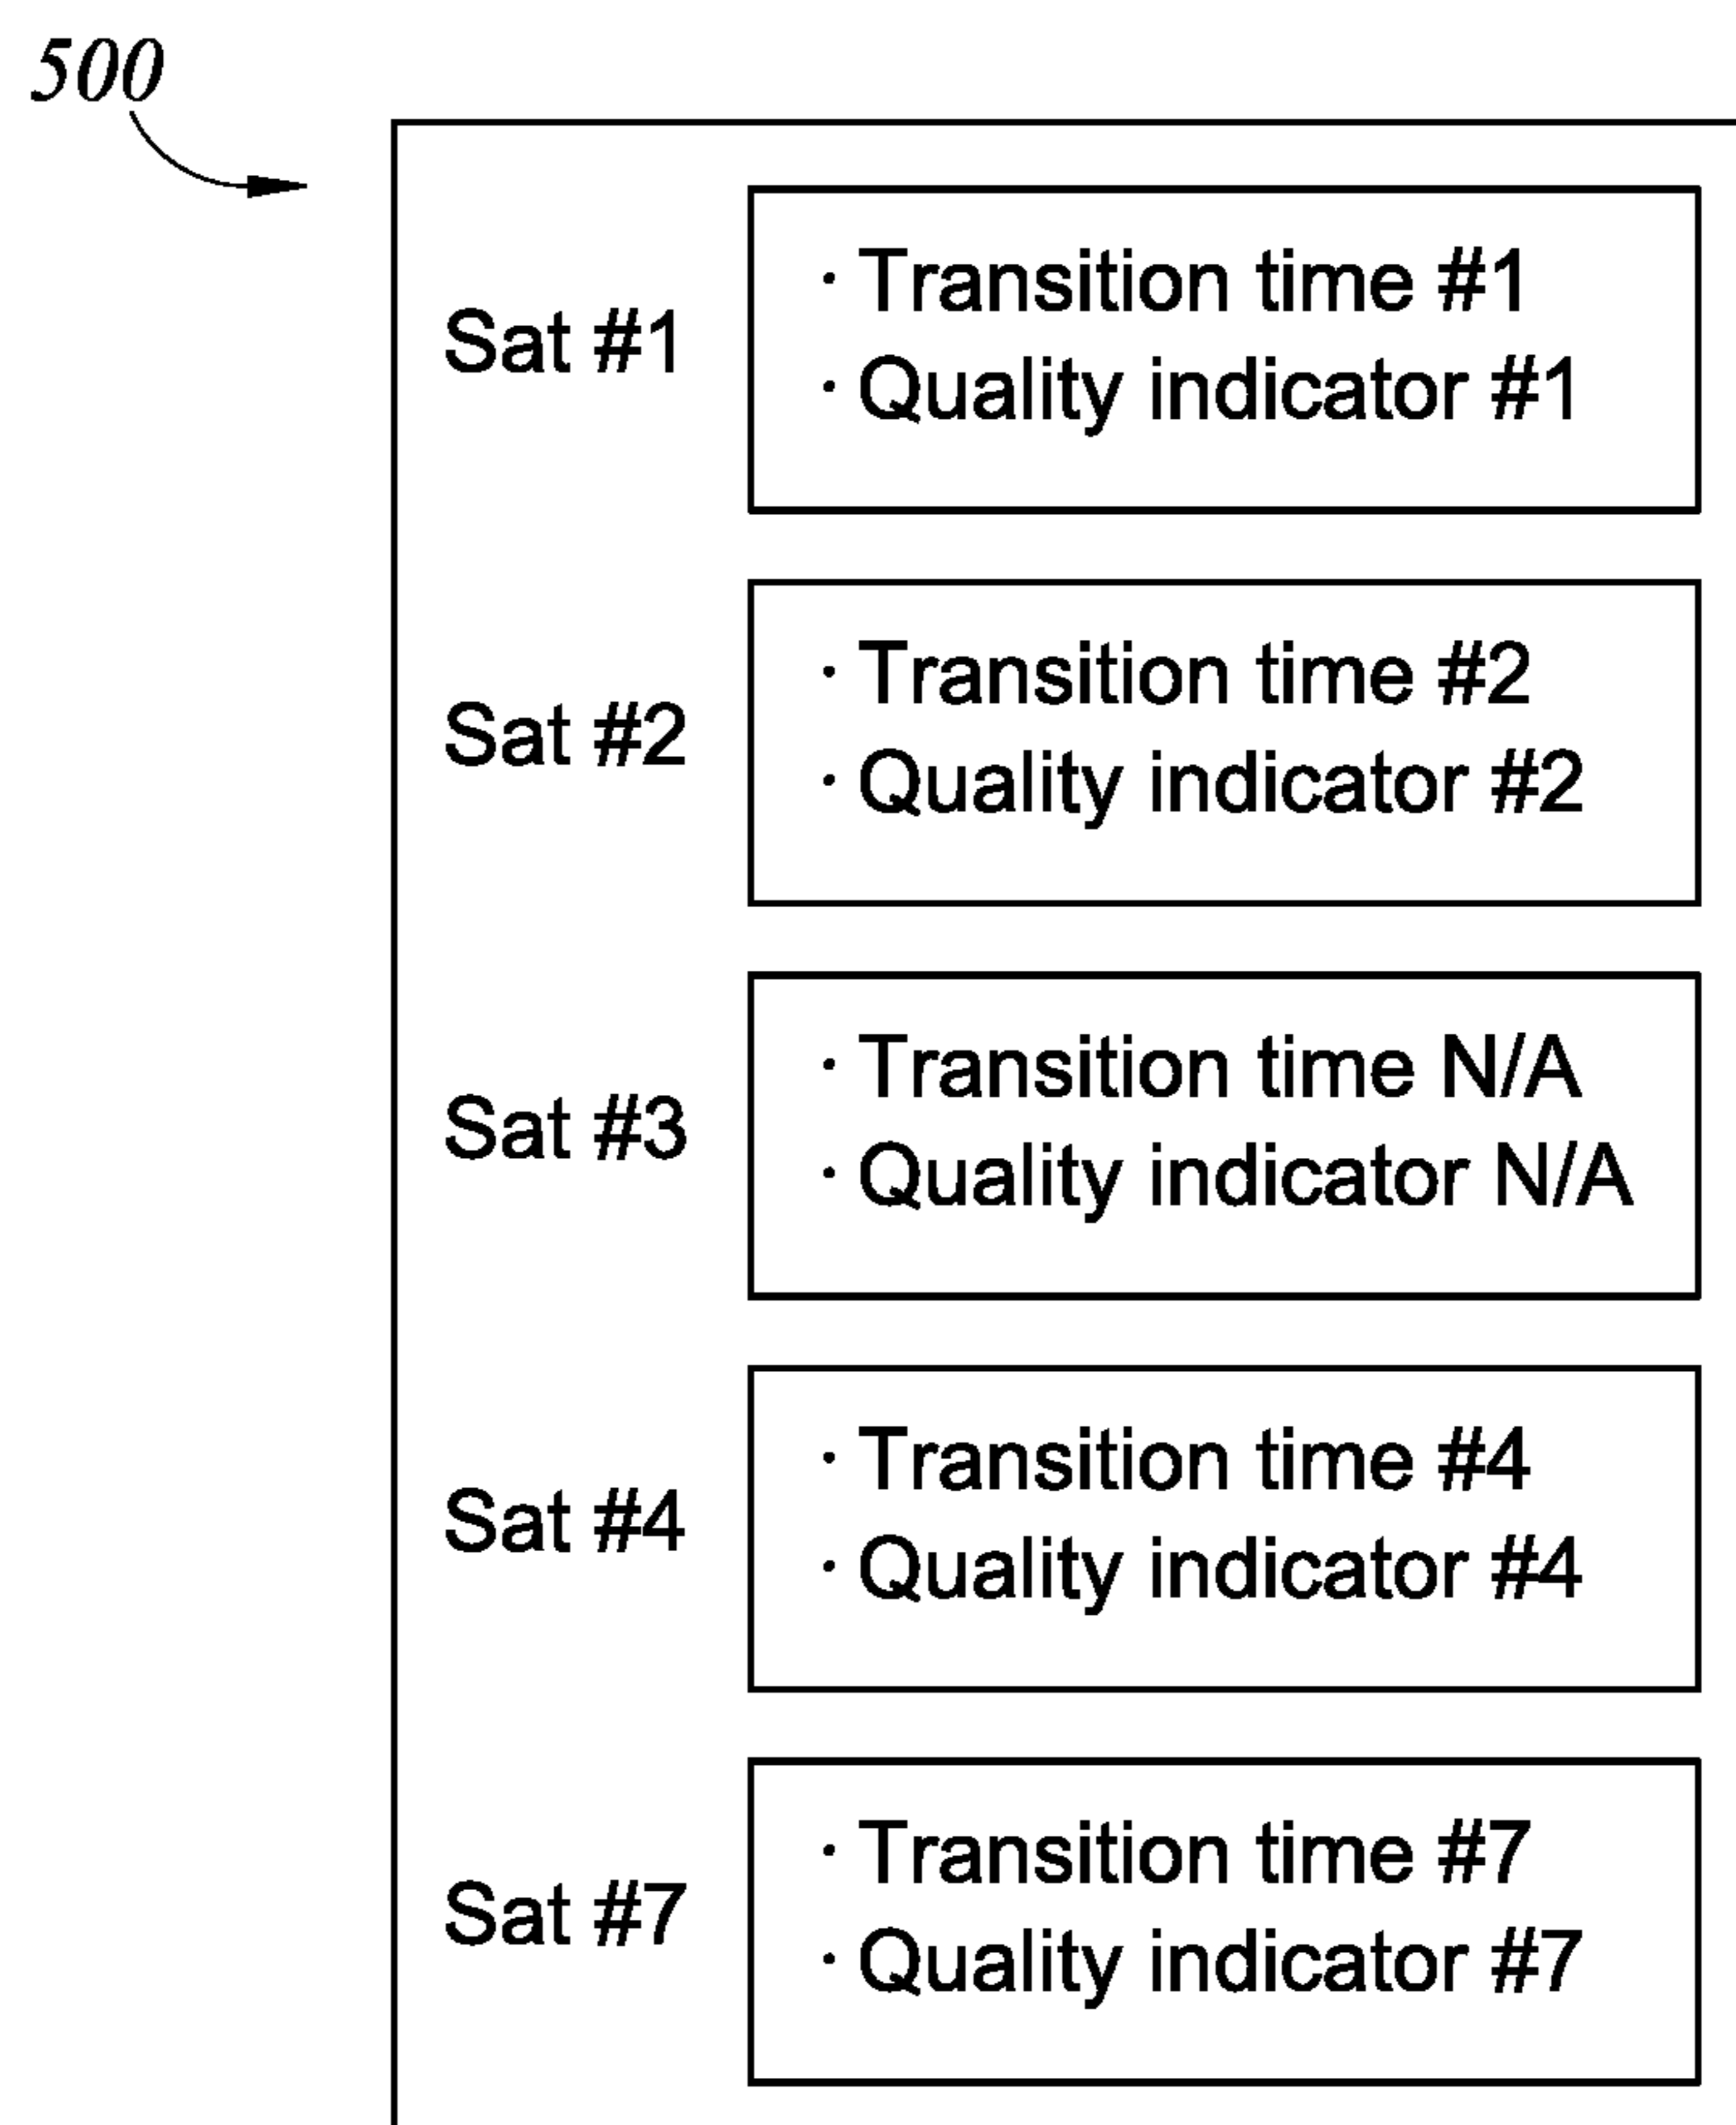 500
Sat #1
· Transition time #1
· Quality indicator #1
Sat #2
· Transition time #2
· Quality indicator #2
Sat #3
· Transition time N/A
· Quality indicator N/A
Sat #4
· Transition time #4
· Quality indicator #4
Sat #7
· Transition time #7
· Quality indicator #7